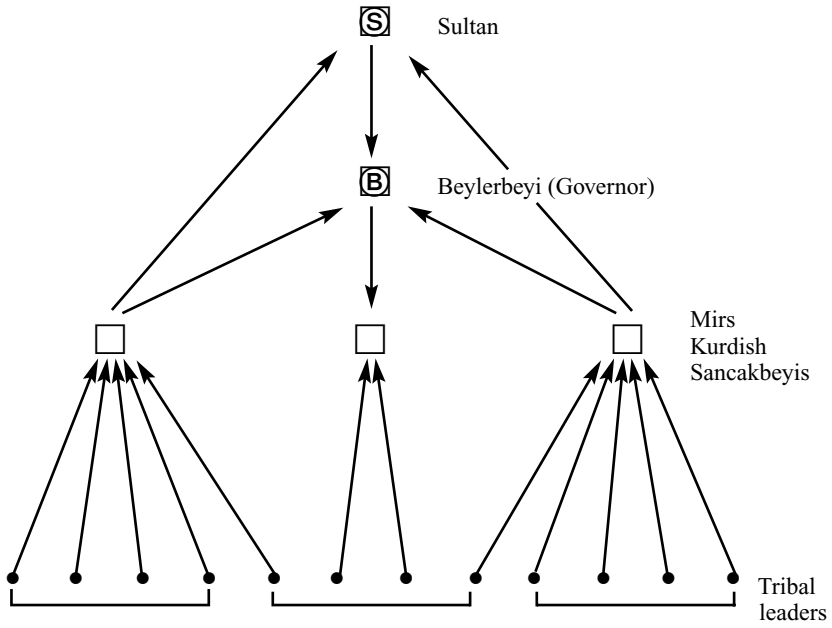 S
Sultan
B
Beylerbeyi (Governor)
Mirs
Kurdish
Sancakbeyis
Tribal
leaders